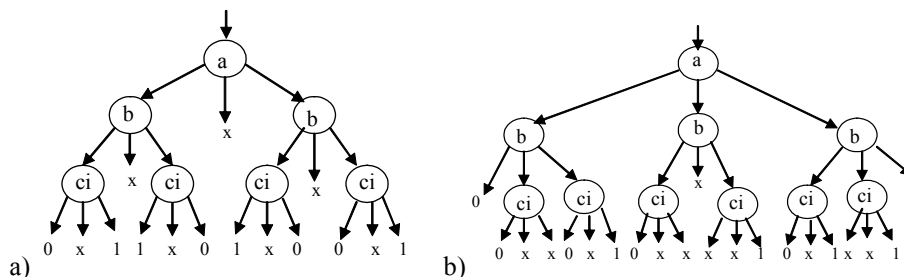 a
b b
x
x x
ci ci ci ci
0 x 1 1 x 0 1 x 0 0 x 1
a)
a
b b b
x
0
ci ci ci ci ci ci
0 x x 0 x 1 0 x x x x 1 0 x 1 x x 1
b)